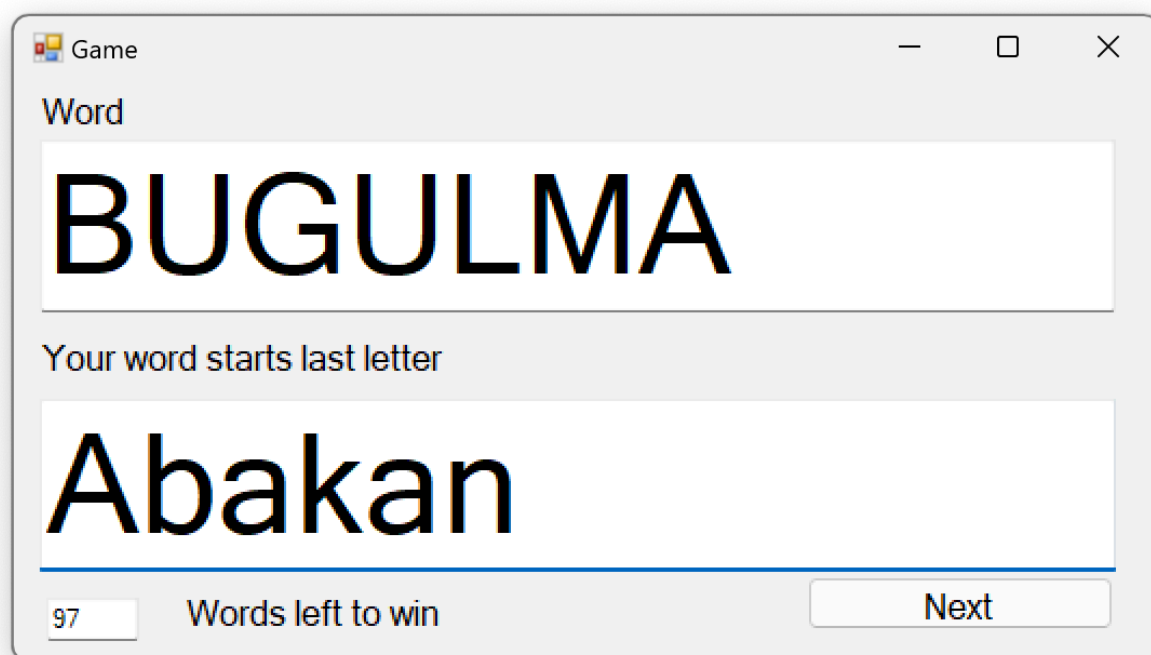 Game
Word
BUGULMA
Your word starts last letter
Abakan
97 Words left to win
Next